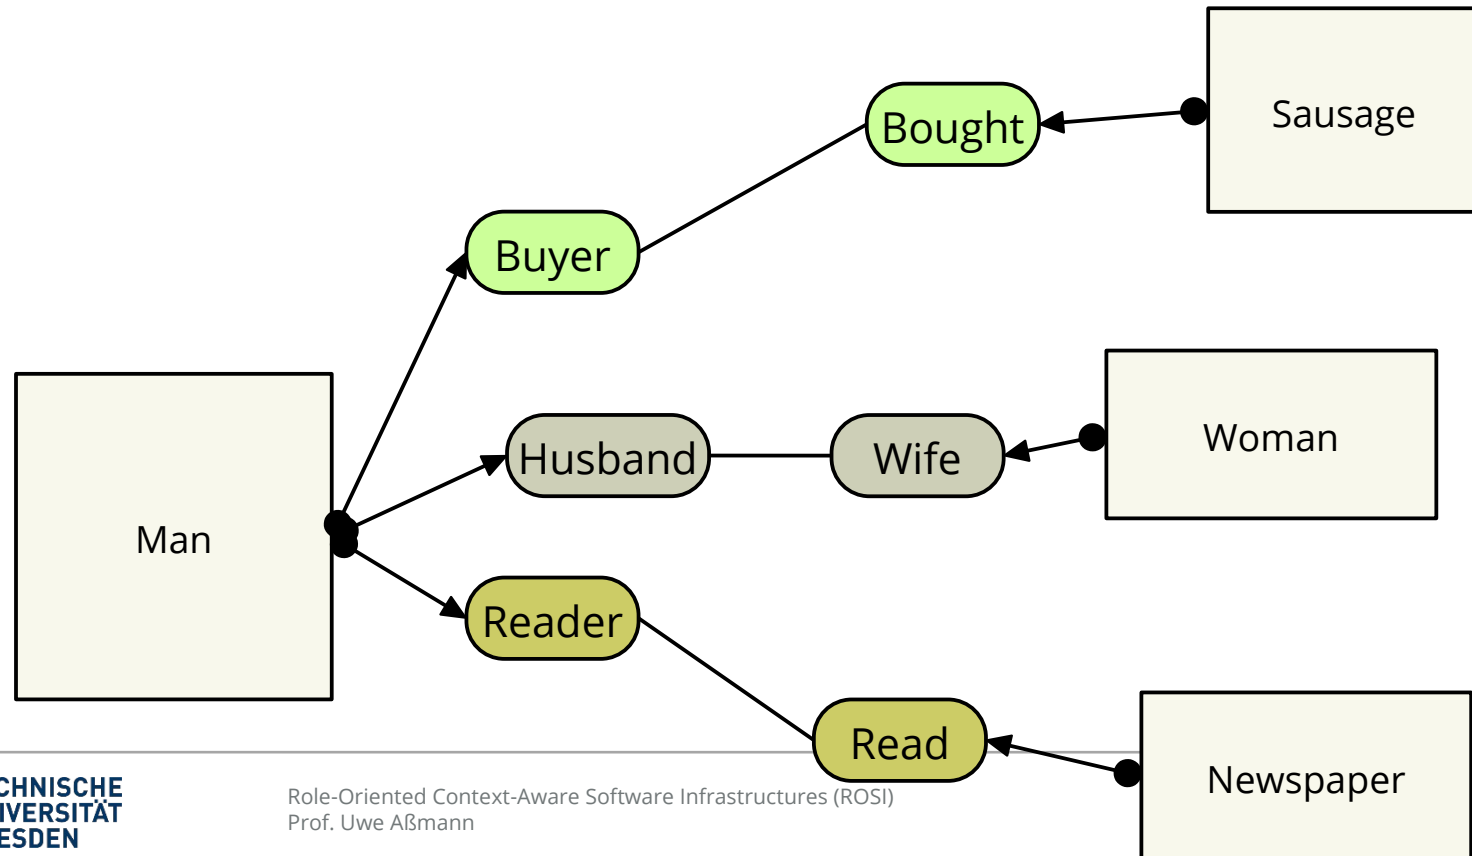 Sausage
Bought
Buyer
Woman
Husband
Wife
Man
Reader
Read
Newspaper
CHNISCHE
IVERSITÄT
ESDEN
Role-Oriented Context-Aware Software Infrastructures (ROSI)
Prof. Uwe Aßmann